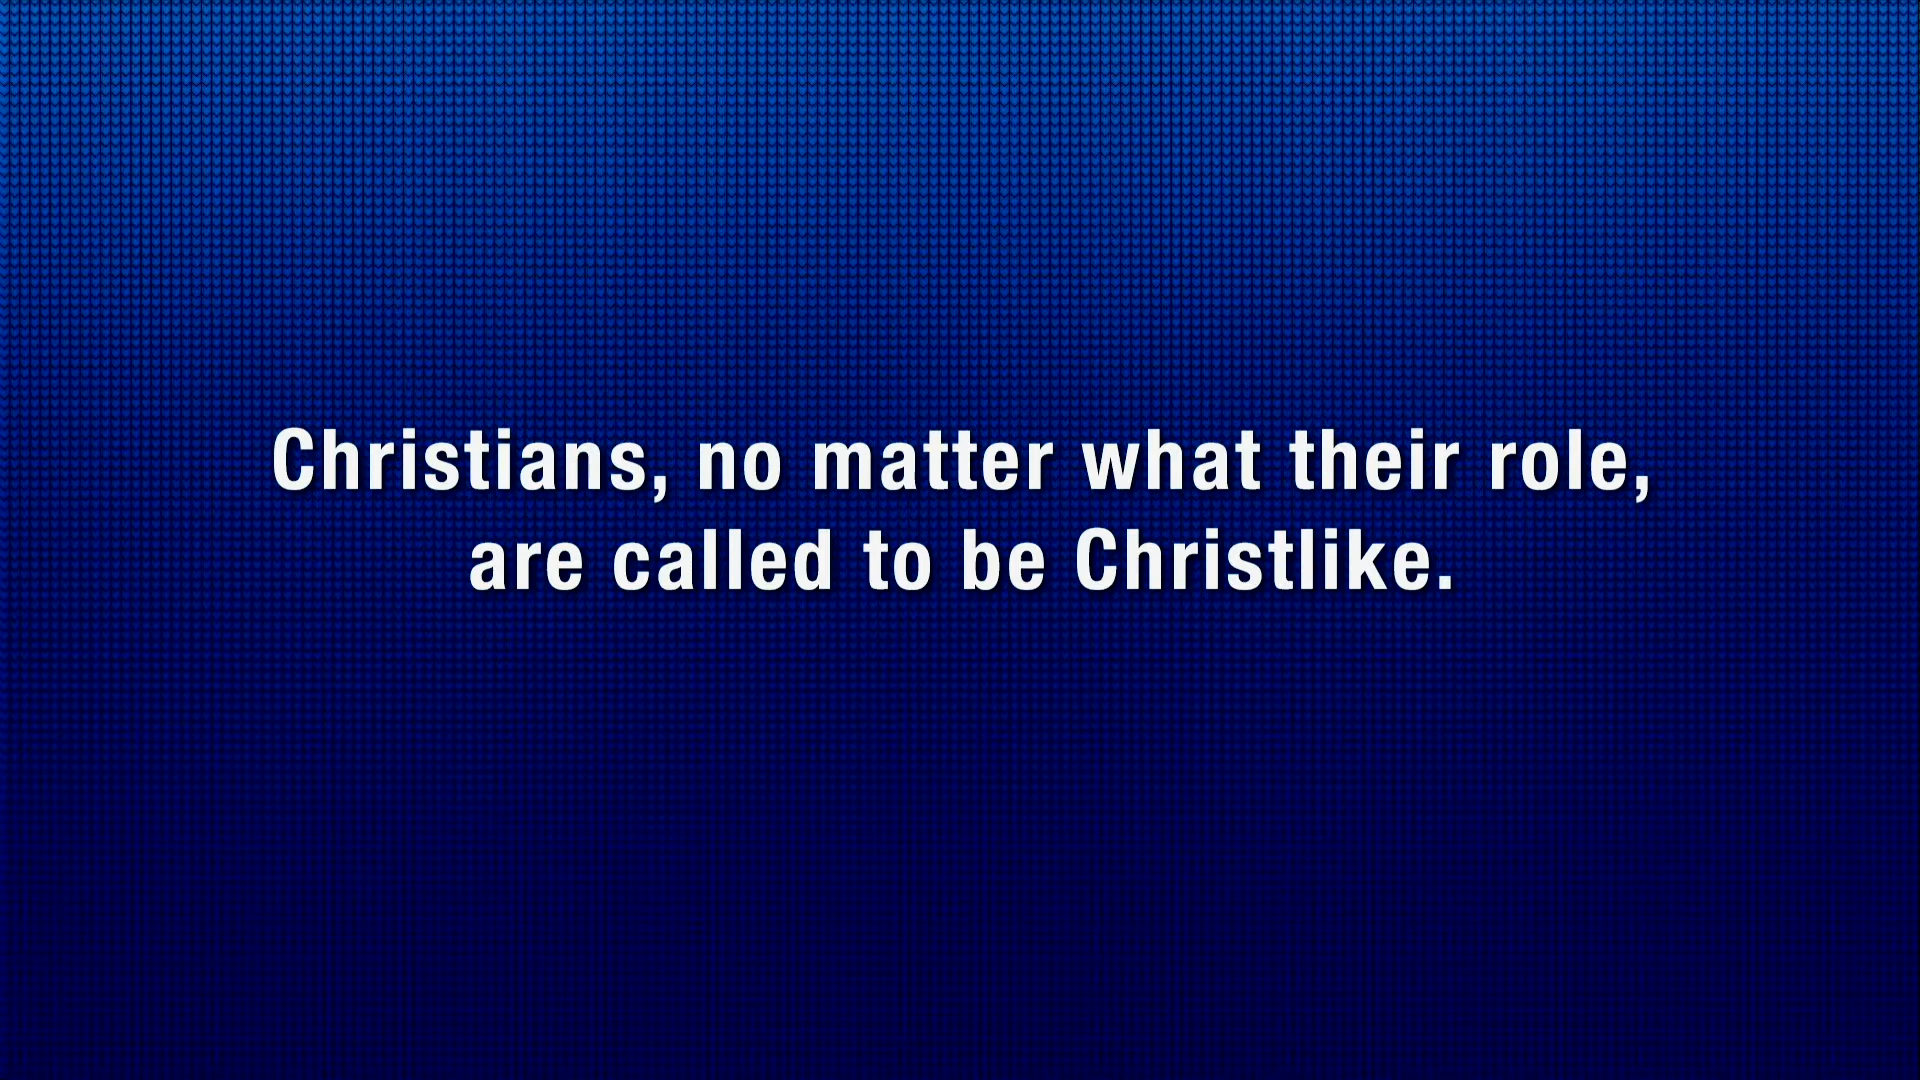 Christians, no matter what their role,
are called to be Christlike.